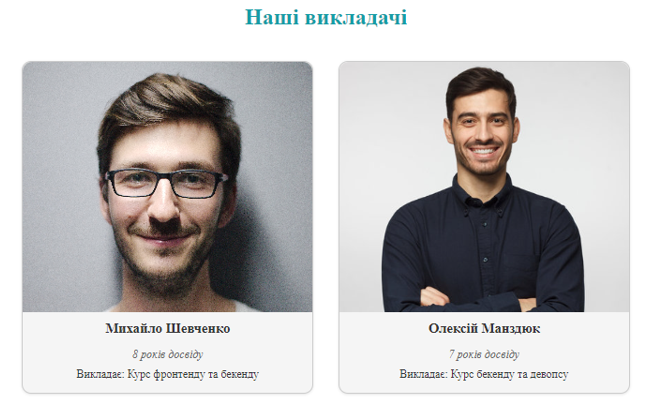 Наші викладачі
Михайло Шевченко
8 років досвіду
Викладає: Курс фронтенду та бекенду
Олексій Манздюк
7 років досвіду
Викладає: Курс бекенду та девопсу